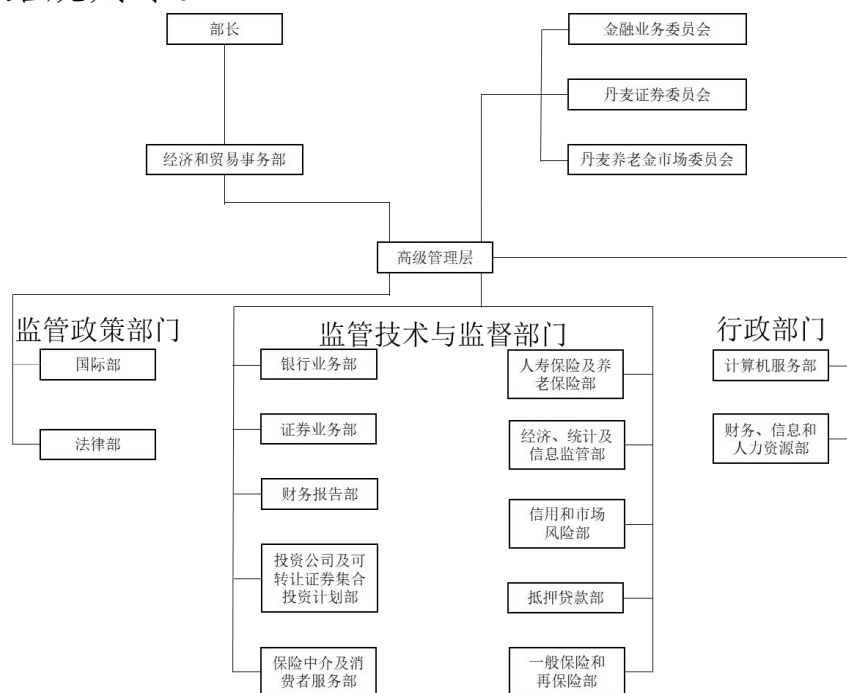 部长
金融业务委员会
丹麦证券委员会
经济和贸易事务部
丹麦养老金市场委员会
高级管理层
监管政策部门
国际部
法律部
监管技术与监督部门
银行业务部
证券业务部
财务报告部
投资公司及可
转让证券集合
投资计划部
保险中介及消
费者服务部
人寿保险及养
老保险部
经济、统计及
信息监管部
信用和市场
风险部
抵押贷款部
一般保险和
再保险部
行政部门
计算机服务部
财务、信息和
人力资源部